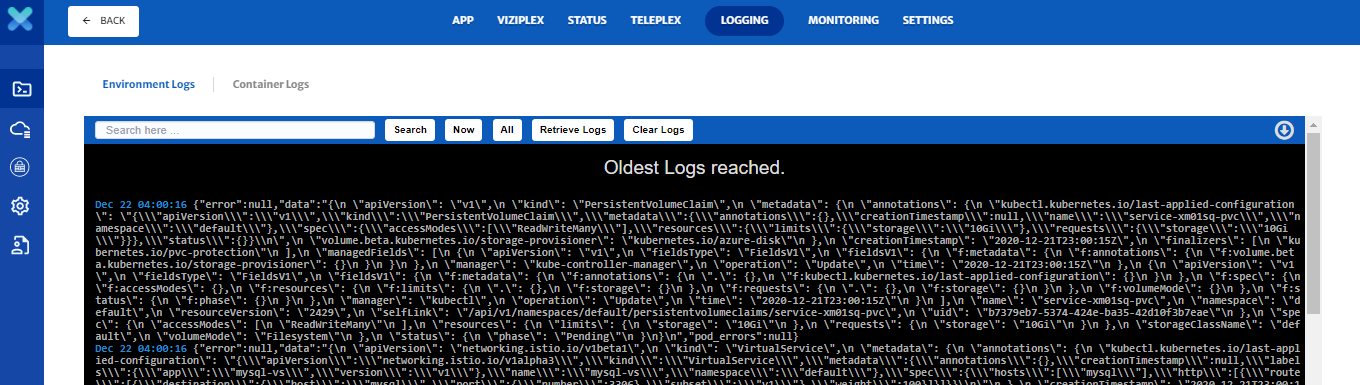 BACK
APP VIZIPLEX STATUS TELEPLEX LOGGING MONITORING SETTINGS
Environment Logs Container Logs
Search here ... Search Now All Retrieve Logs Clear Logs
Oldest Logs reached.
Dec 22 04:00:16 {"error":null,"data":"{\n \"apiVersion\": \"v1\",\n \"kind\": \"PersistentVolumeClaim\",\n \"metadata\": {\n \"annotations\": {\n \"kubectl.kubernetes.io/last-applied-configuration
\": \"{\\\"apiVersion\\\":\\\"v1\\\",\\\"kind\\\":\\\"PersistentVolumeClaim\\\",\\\"metadata\\\":{\\\"annotations\\\":{},\\\"creationTimestamp\\\":null,\\\"name\\\":\\\"service-xm01sq-pvc\\\",\\\"n
amespace\\\":\\\"default\\\"},\\\"spec\\\":{\\\"accessModes\\\":[\\\"ReadWriteMany\\\"],\\\"resources\\\":{\\\"limits\\\":{\\\"storage\\\":\\\"10Gi\\\"},\\\"requests\\\":{\\\"storage\\\":\\\"10Gi
\\\"}}},\\\"status\\\":{}}\\n\",\n \"volume.beta.kubernetes.io/storage-provisioner\": \"kubernetes.io/azure-disk\"\n },\n \"creationTimestamp\": \"2020-12-21T23:00:15Z\",\n \"finalizers\": [\n \"k
ubernetes.io/pvc-protection\"\n ],\n \"managedFields\": [\n {\n \"apiVersion\": \"v1\",\n \"fieldsType\": \"FieldsV1\",\n \"fieldsV1\": {\n \"f:metadata\": {\n \"f:annotations\": {\n \"f:volume.bet
a.kubernetes.io/storage-provisioner\": {}\n }\n }\n },\n \"manager\": \"kube-controller-manager\",\n \"operation\": \"Update\",\n \"time\": \"2020-12-21T23:00:15Z\"\n },\n {\n \"apiVersion\": \"v1
\",\n \"fieldsType\": \"FieldsV1\",\n \"fieldsV1\": {\n \"f:metadata\": {\n \"f:annotations\": {\n \".\": {},\n \"f:kubectl.kubernetes.io/last-applied-configuration\": {}\n }\n },\n \"f:spec\": {\n
\"f:accessModes\": {},\n \"f:resources\": {\n \"f:limits\": {\n \".\": {},\n \"f:storage\": {}\n },\n \"f:requests\": {\n \".\": {},\n \"f:storage\": {}\n }\n },\n \"f:volumeMode\": {}\n },\n \"f:s
tatus\": {\n \"f:phase\": {}\n }\n },\n \"manager\": \"kubectl\",\n \"operation\": \"Update\",\n \"time\": \"2020-12-21T23:00:15Z\"\n }\n ],\n \"name\": \"service-xm01sq-pvc\",\n \"namespace\": \"d
efault\",\n \"resourceVersion\": \"2429\",\n \"selfLink\": \"/api/v1/namespaces/default/persistentvolumeclaims/service-xm01sq-pvc\",\n \"uid\": \"b7379eb7-5374-424e-ba35-42d10f3b7eae\"\n },\n \"spe
c\": {\n \"accessModes\": [\n \"ReadWriteMany\"\n ],\n \"resources\": {\n \"limits\": {\n \"storage\": \"10Gi\"\n },\n \"requests\": {\n \"storage\": \"10Gi\"\n }\n },\n \"storageClassName\": \"def
ault\",\n \"volumeMode\": \"Filesystem\"\n },\n \"status\": {\n \"phase\": \"Pending\"\n }\n}\n","pod_errors":null}
Dec 22 04:00:16 {"error":null,"data":"{\n \"apiVersion\": \"networking.istio.io/v1beta1\",\n \"kind\": \"VirtualService\",\n \"metadata\": {\n \"annotations\": {\n \"kubectl.kubernetes.io/last-appl
ied-configuration\": \"{\\\"apiVersion\\\":\\\"networking.istio.io/v1alpha3\\\",\\\"kind\\\":\\\"VirtualService\\\",\\\"metadata\\\":{\\\"annotations\\\":{},\\\"creationTimestamp\\\":null,\\\"label
s\\\":{\\\"app\\\":\\\"mysql-vs\\\",\\\"version\\\":\\\"v1\\\"},\\\"name\\\":\\\"mysql-vs\\\",\\\"namespace\\\":\\\"default\\\"},\\\"spec\\\":{\\\"hosts\\\":[\\\"mysql\\\"],\\\"http\\\":[{\\\"route